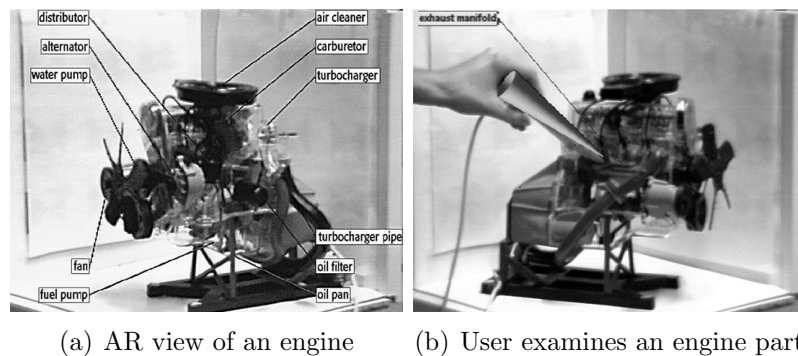 distributor
alternator
water pump
fan
fuel pump
air cleaner
carburetor
turbocharger
turbocharger pipe
oil filter
oil pan
exhaust manifold
(a) AR view of an engine
(b) User examines an engine part